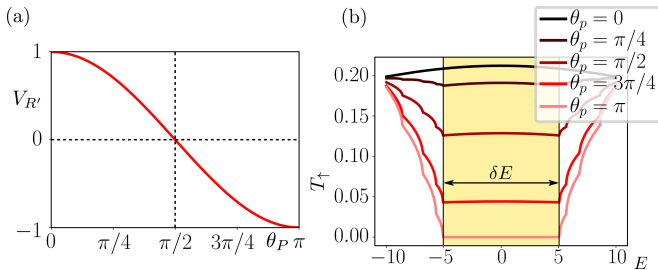 (a)
1
V_{R'}
0
−1
0
π/4
π/2
3π/4
θ_P
π
(b)
θ_p = 0
θ_p = π/4
θ_p = π/2
θ_p = 3π/4
θ_p = π
0.20
0.15
T_↑
0.10
0.05
0.00
δE
−10
−5
0
5
10
E